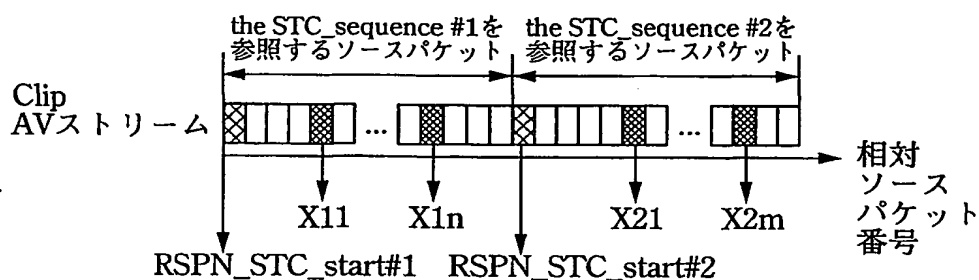 the STC_sequence #1を
参照するソースパケット
the STC_sequence #2を
参照するソースパケット
Clip
AVストリーム
...
...
相対
ソース
パケット
番号
X11
X1n
X21
X2m
RSPN_STC_start#1
RSPN_STC_start#2